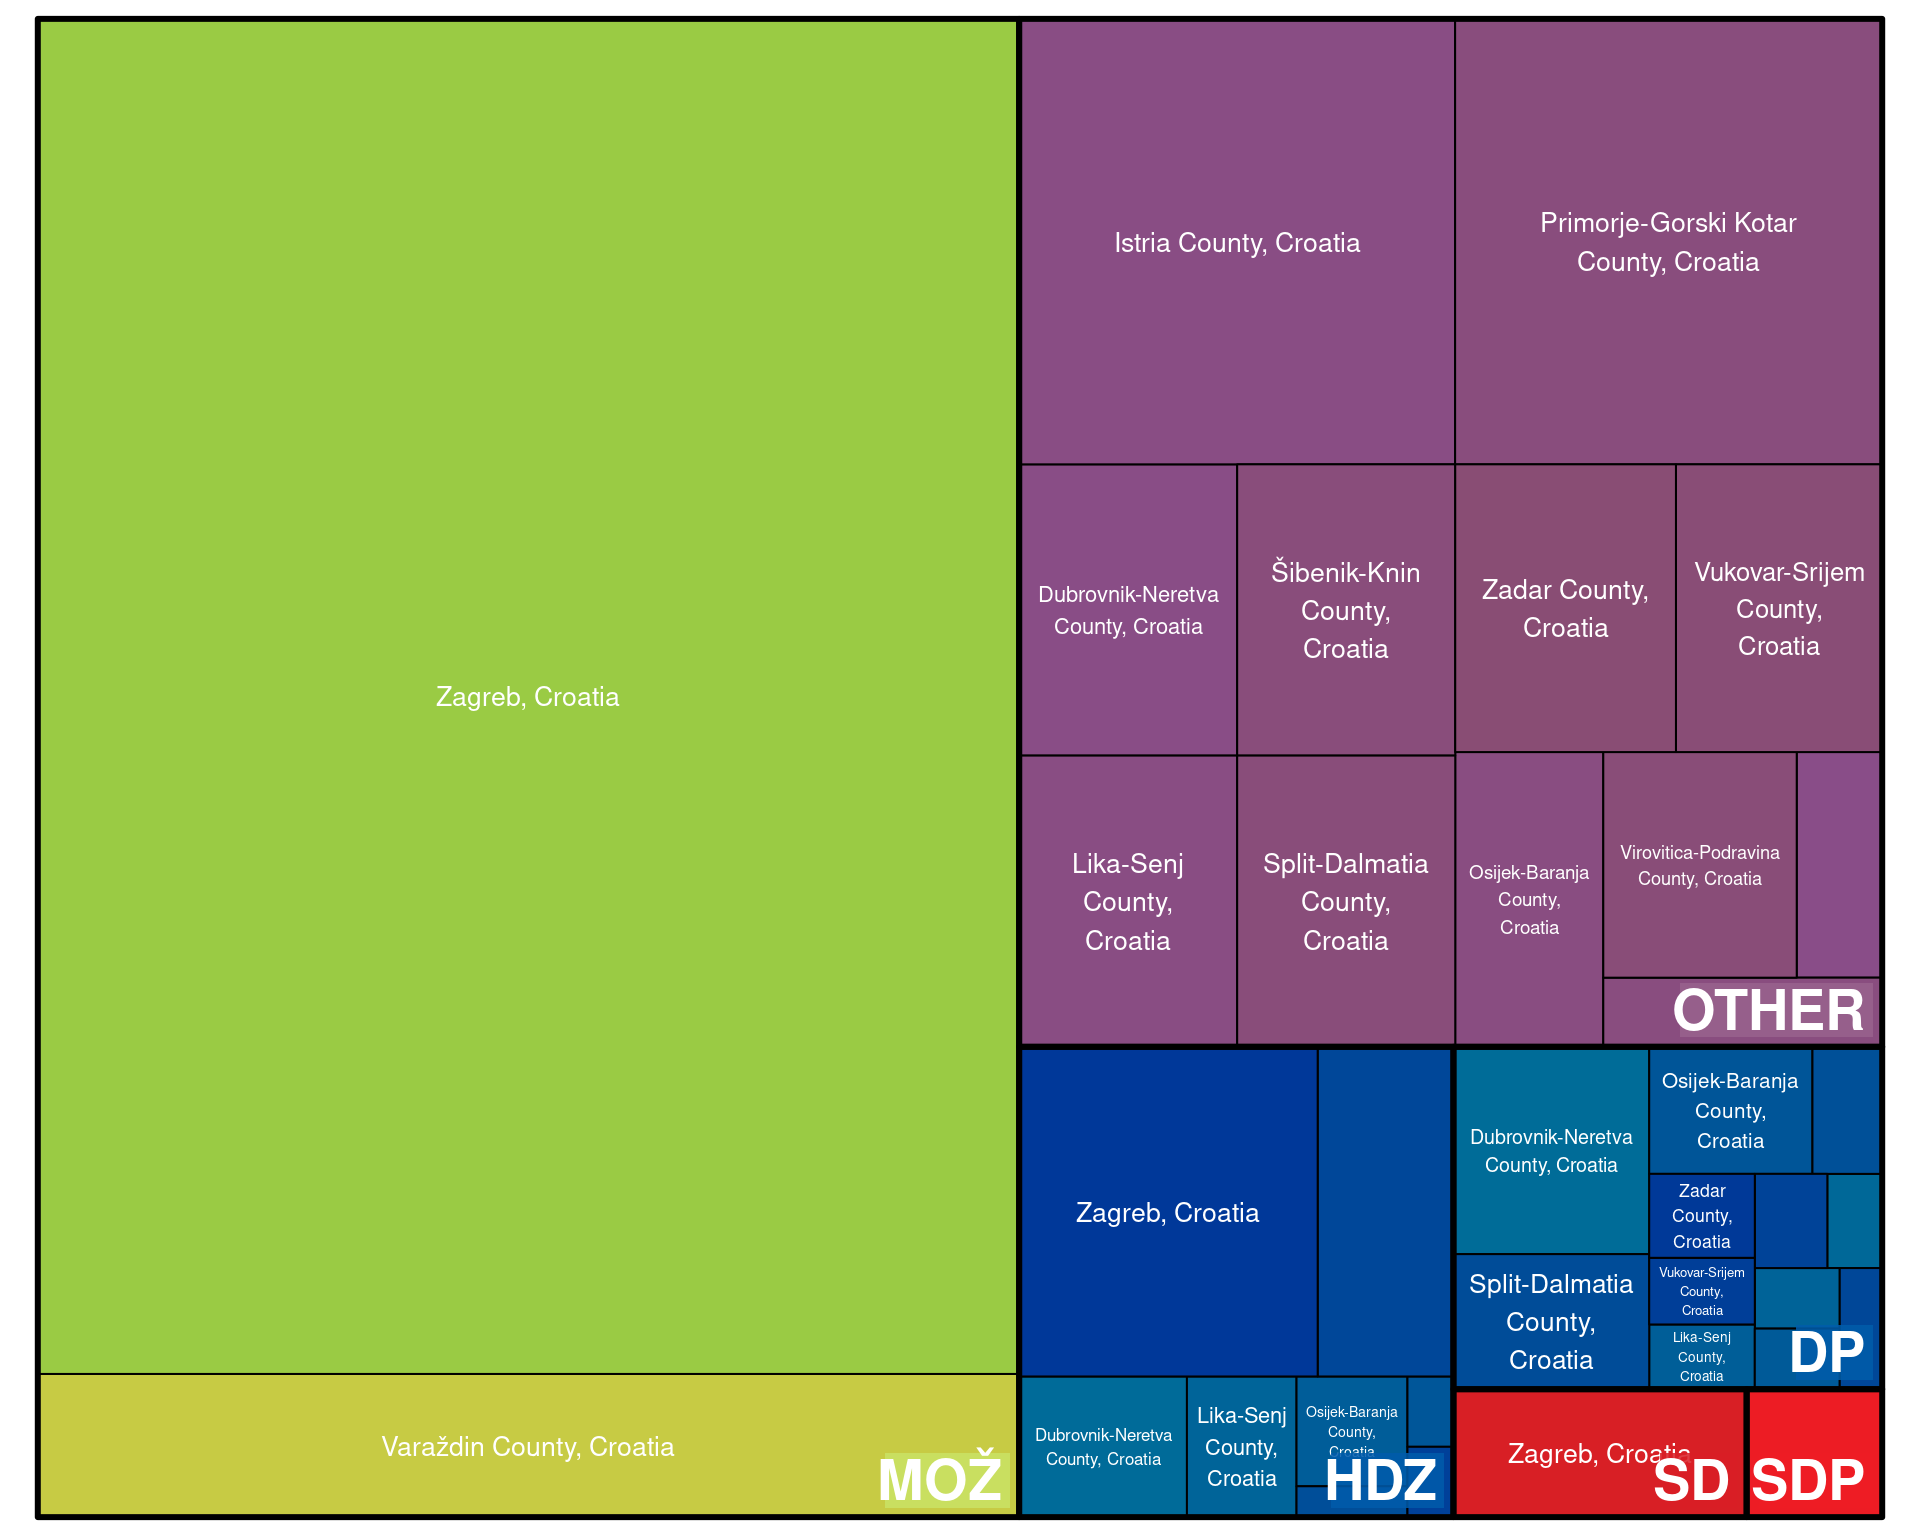 Zagreb, Croatia
Varaždin County, Croatia
MOŽ
Istria County, Croatia
Primorje-Gorski Kotar
County, Croatia
Dubrovnik-Neretva
County, Croatia
Šibenik-Knin
County,
Croatia
Zadar County,
Croatia
Vukovar-Srijem
County,
Croatia
Lika-Senj
County,
Croatia
Split-Dalmatia
County,
Croatia
Osijek-Baranja
County,
Croatia
Virovitica-Podravina
County, Croatia
OTHER
Zagreb, Croatia
Dubrovnik-Neretva
County, Croatia
Lika-Senj
County,
Croatia
Osijek-Baranja
County,
Croatia
HDZ
Dubrovnik-Neretva
County, Croatia
Osijek-Baranja
County,
Croatia
Split-Dalmatia
County,
Croatia
Zadar
County,
Croatia
Vukovar-Srijem
County,
Croatia
Lika-Senj
County,
Croatia
DP
Zagreb, Croatia
SD
SDP